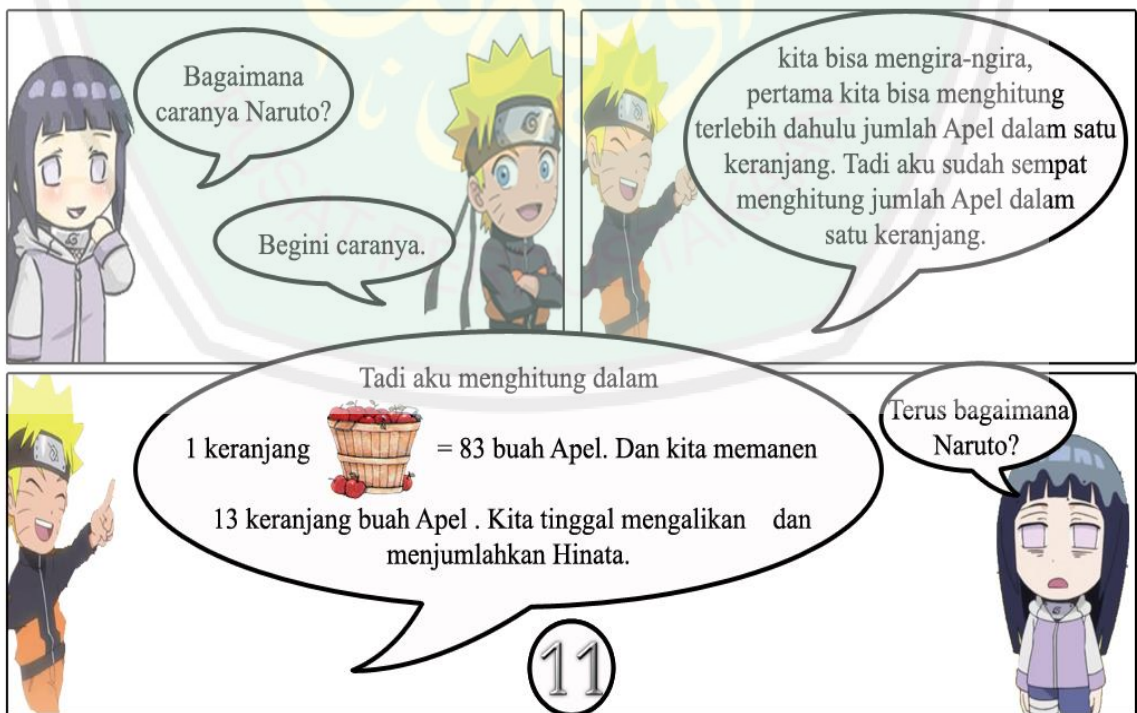 Bagaimana
caranya Naruto?
Begini caranya.
kita bisa mengira-ngira,
pertama kita bisa menghitung
terlebih dahulu jumlah Apel dalam satu
keranjang. Tadi aku sudah sempat
menghitung jumlah Apel dalam
satu keranjang.
Tadi aku menghitung dalam
1 keranjang = 83 buah Apel. Dan kita memanen
13 keranjang buah Apel . Kita tinggal mengalikan dan
menjumlahkan Hinata.
Terus bagaimana
Naruto?
11